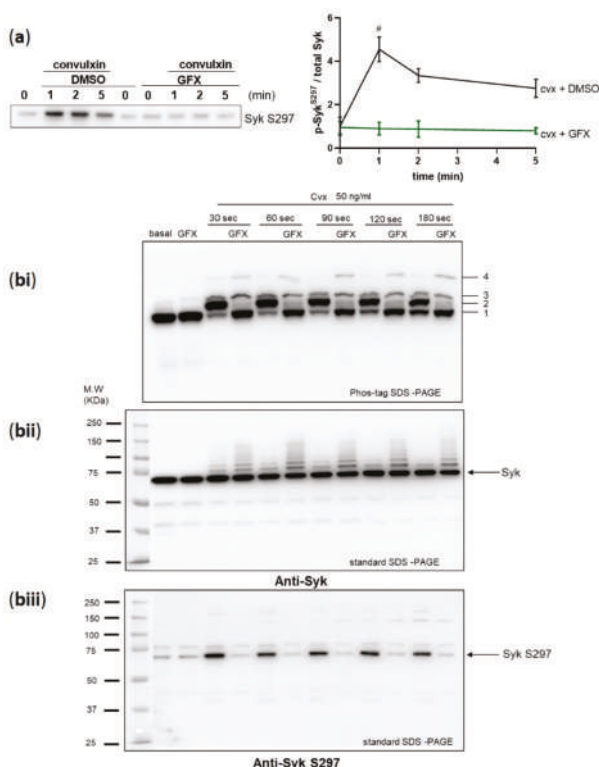 (a)
convulxin convulxin
DMSO GFX
0 1 2 5 0 0 1 2 5 (min)
Syk S297
p-Syk^S297 / total Syk
6
4
2
0
#
cvx + DMSO
cvx + GFX
0 1 2 3 4 5
time (min)
Cvx 50 ng/ml
30 sec 60 sec 90 sec 120 sec 180 sec
basal GFX GFX GFX GFX GFX GFX
(bi)
4
3
2
1
Phos-tag SDS -PAGE
M.W
(KDa)
(bii)
250
150
100
75
50
37
25
Syk
standard SDS -PAGE
Anti-Syk
(biii)
250
150
100
75
50
37
25
Syk S297
standard SDS -PAGE
Anti-Syk S297